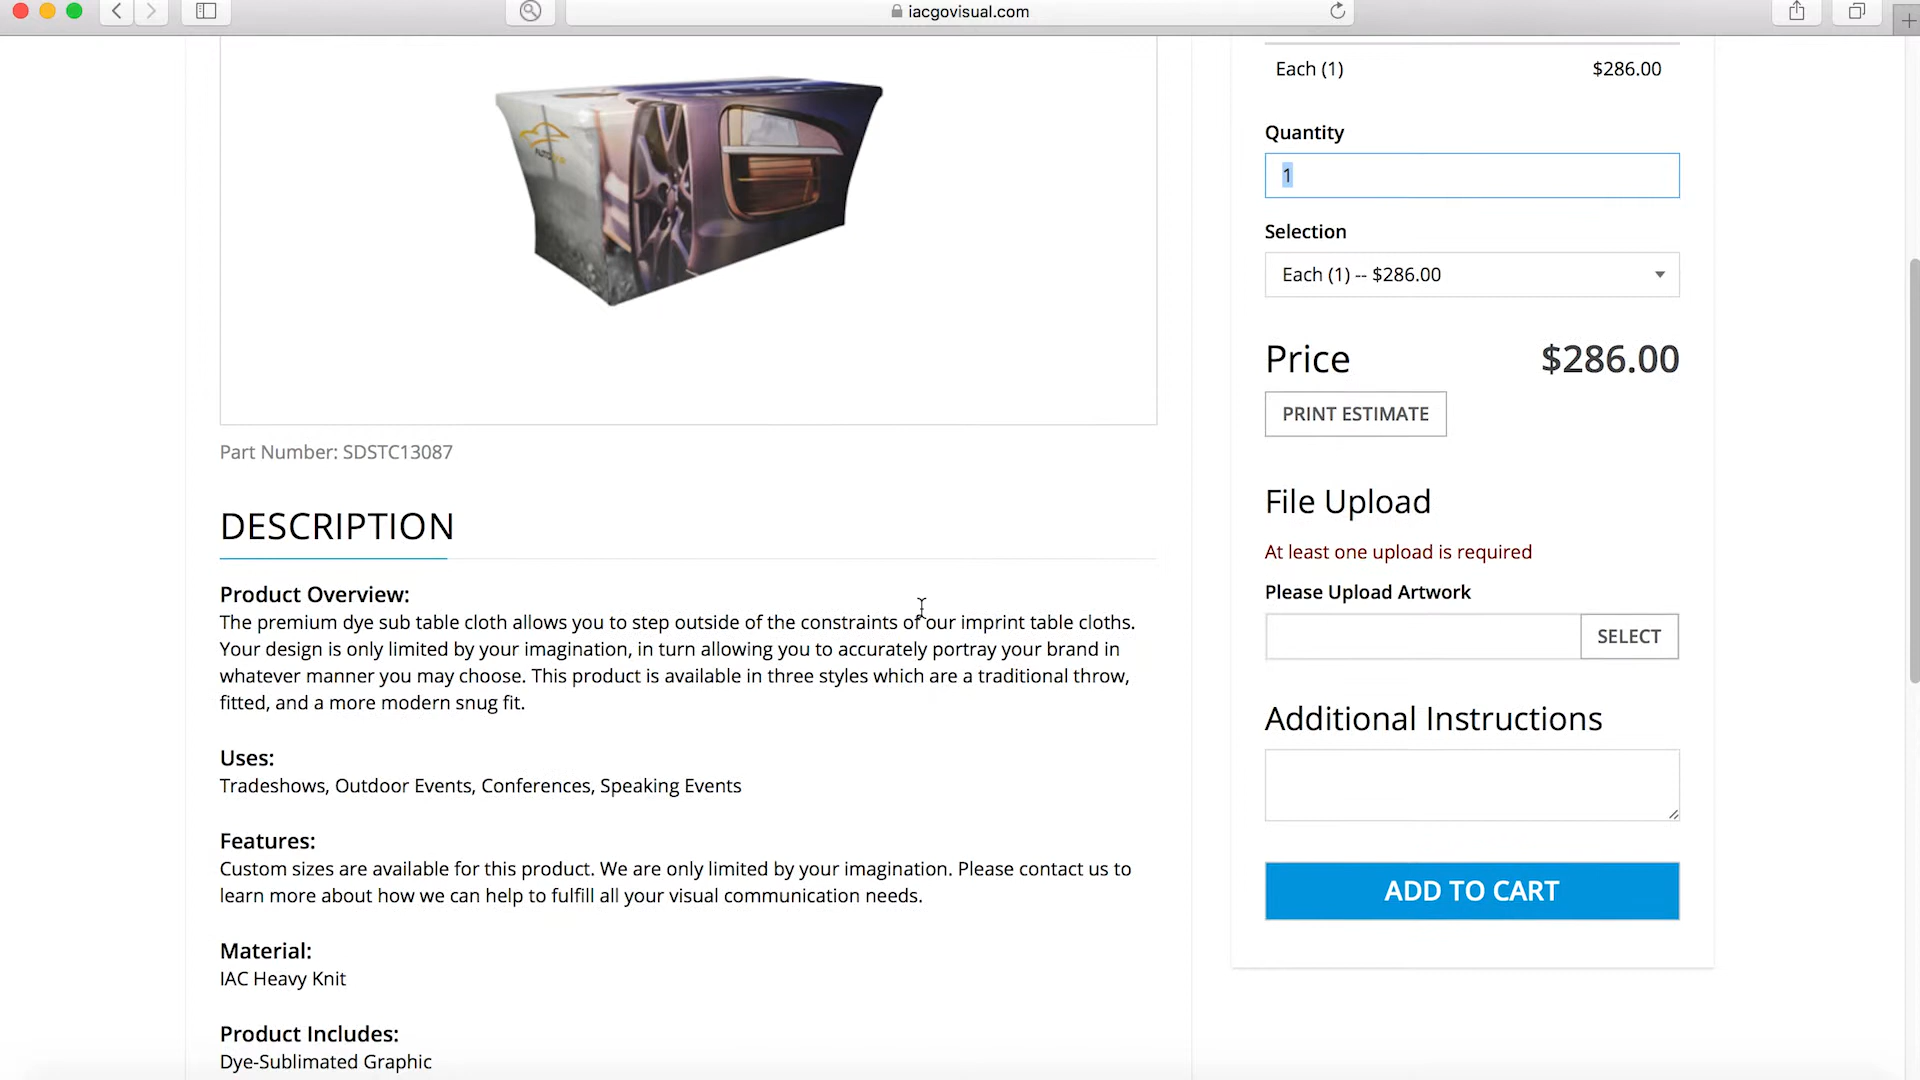 iacgovisual.com
Each (1) $286.00
Quantity
1
Selection
Each (1) -- $286.00
Price $286.00
PRINT ESTIMATE
Part Number: SDSTC13087
File Upload
At least one upload is required
Please Upload Artwork
SELECT
Additional Instructions
ADD TO CART
DESCRIPTION
Product Overview:
The premium dye sub table cloth allows you to step outside of the constraints of our imprint table cloths.
Your design is only limited by your imagination, in turn allowing you to accurately portray your brand in
whatever manner you may choose. This product is available in three styles which are a traditional throw,
fitted, and a more modern snug fit.
Uses:
Tradeshows, Outdoor Events, Conferences, Speaking Events
Features:
Custom sizes are available for this product. We are only limited by your imagination. Please contact us to
learn more about how we can help to fulfill all your visual communication needs.
Material:
IAC Heavy Knit
Product Includes:
Dye-Sublimated Graphic